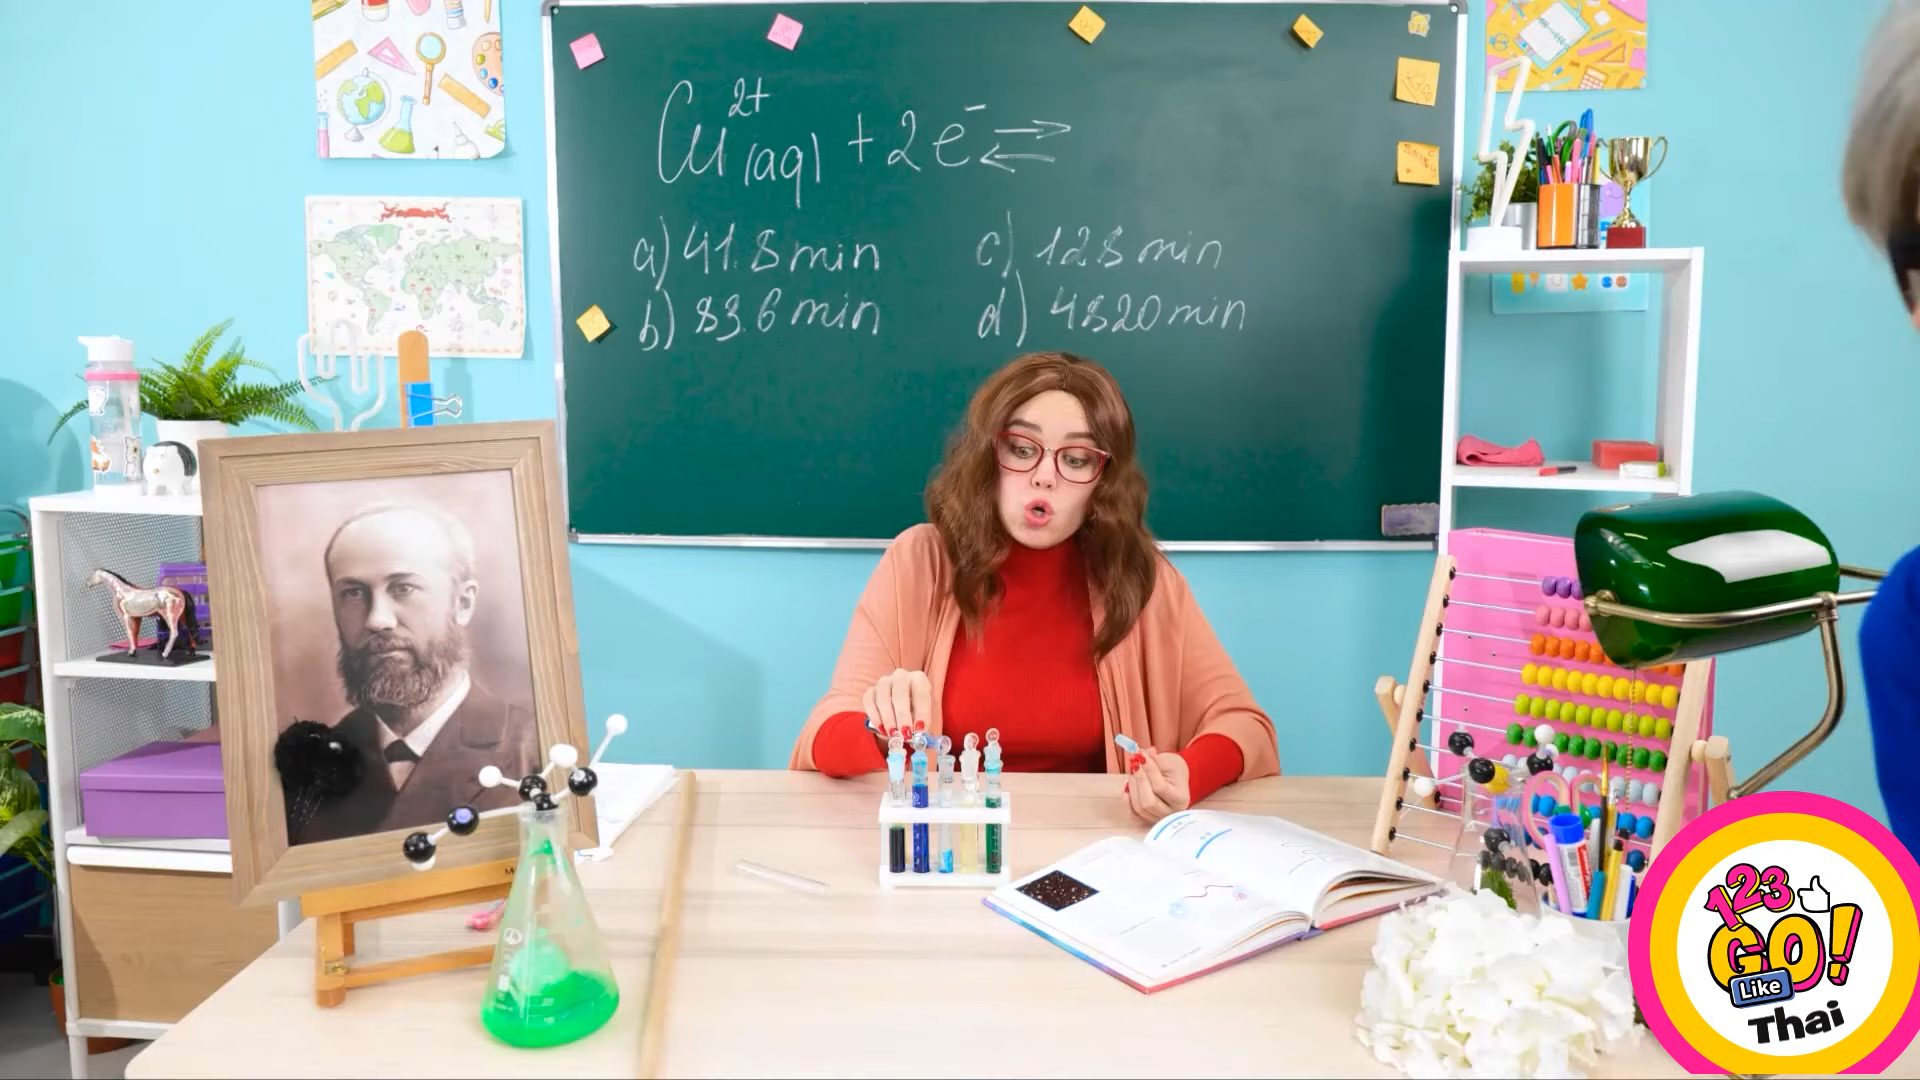 Cu²⁺(aq) + 2e⁻ ⇌
a) 41.8 min
b) 83.6 min
c) 128 min
d) 4820 min
123
GO!
Like
Thai